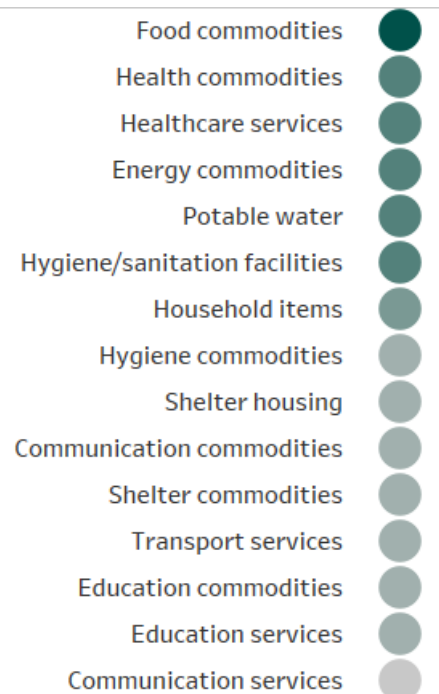 Food commodities
Health commodities
Healthcare services
Energy commodities
Potable water
Hygiene/sanitation facilities
Household items
Hygiene commodities
Shelter housing
Communication commodities
Shelter commodities
Transport services
Education commodities
Education services
Communication services